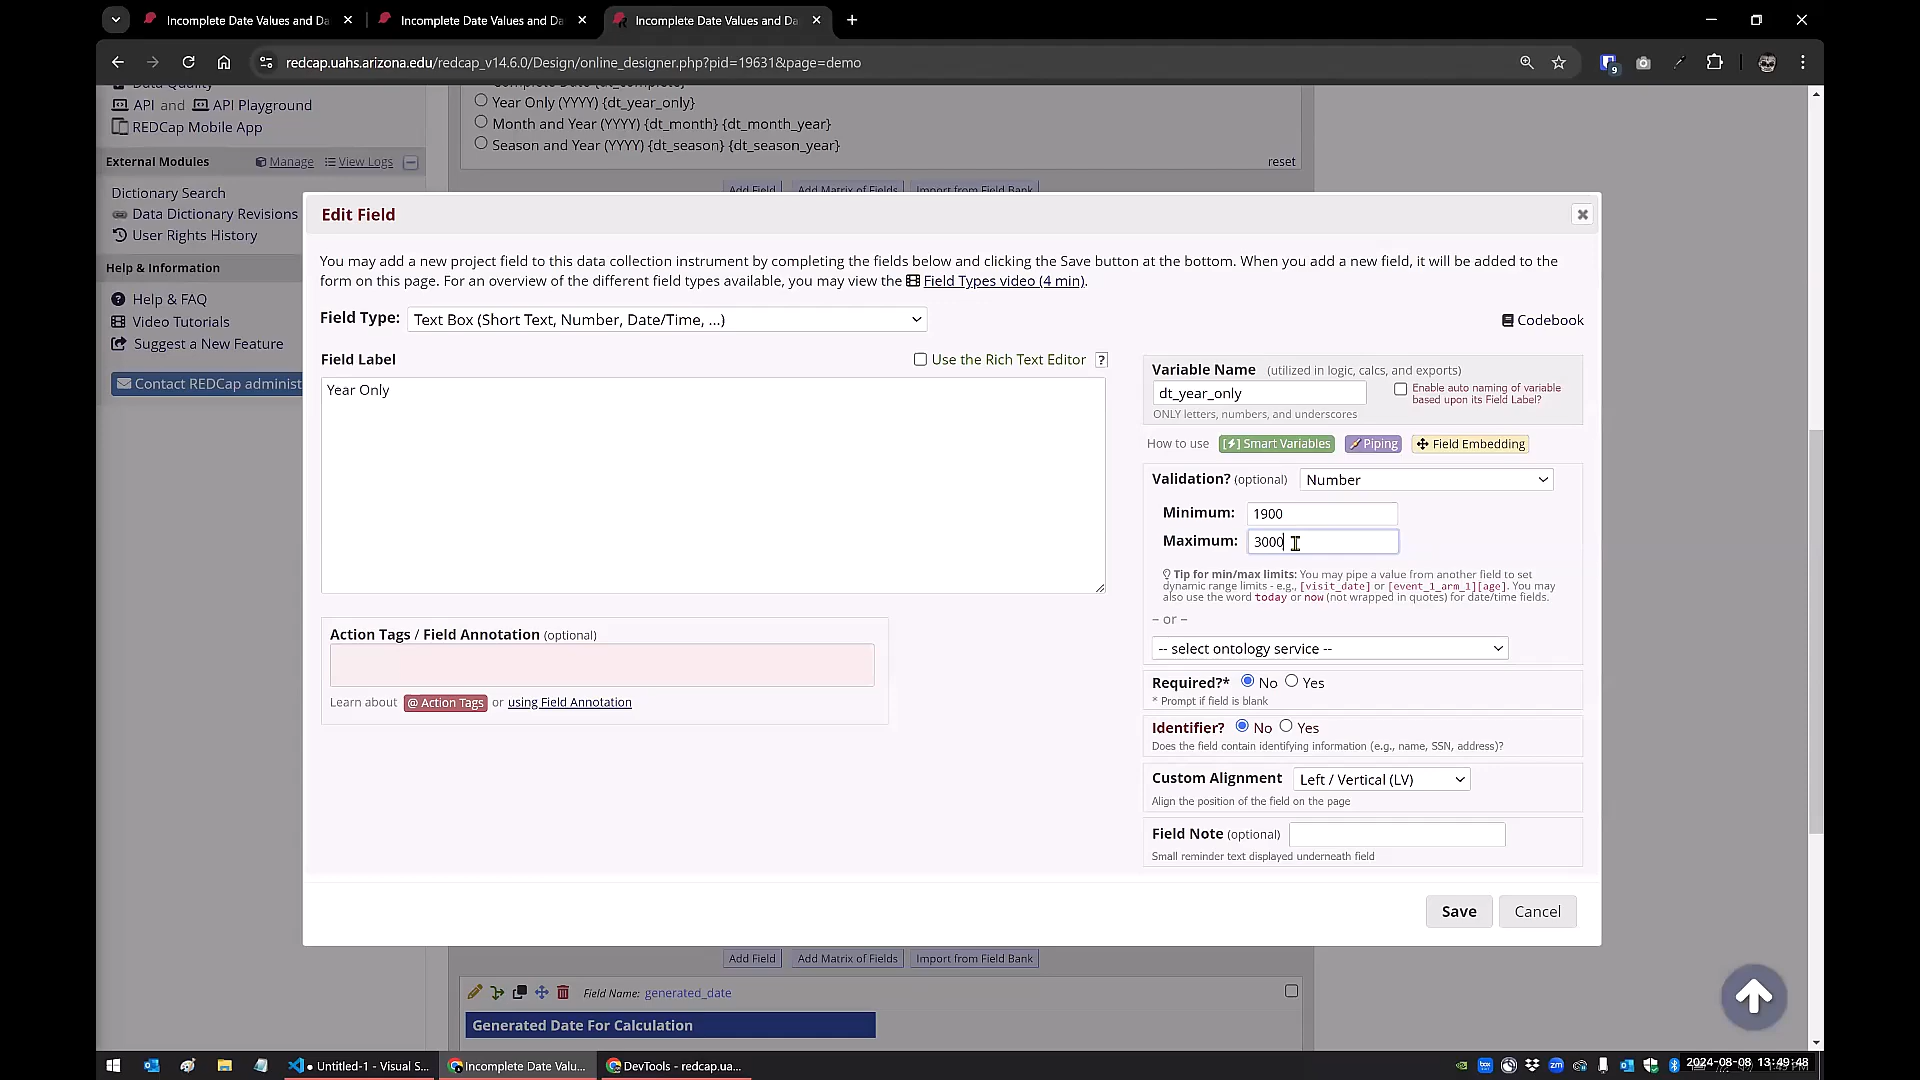 Incomplete Date Values and Da
Incomplete Date Values and Da
Incomplete Date Values and Da
redcap.uahs.arizona.edu/redcap_v14.6.0/Design/online_designer.php?pid=19631&page=demo
9
API and API Playground
REDCap Mobile App
External Modules Manage View Logs
Dictionary Search
Data Dictionary Revisions
User Rights History
Help & Information
Help & FAQ
Video Tutorials
Suggest a New Feature
Contact REDCap administ
Year Only (YYYY) {dt_year_only}
Month and Year (YYYY) {dt_month} {dt_month_year}
Season and Year (YYYY) {dt_season} {dt_season_year}
reset
Add Field Add Matrix of Fields Import from Field Bank
Edit Field
You may add a new project field to this data collection instrument by completing the fields below and clicking the Save button at the bottom. When you add a new field, it will be added to the
form on this page. For an overview of the different field types available, you may view the Field Types video (4 min).
Field Type: Text Box (Short Text, Number, Date/Time, ...)
Codebook
Field Label
Use the Rich Text Editor ?
Year Only
Variable Name (utilized in logic, calcs, and exports)
dt_year_only
Enable auto naming of variable
based upon its Field Label?
ONLY letters, numbers, and underscores
How to use Smart Variables Piping Field Embedding
Validation? (optional) Number
Minimum: 1900
Maximum: 3000
Tip for min/max limits: You may pipe a value from another field to set
dynamic range limits - e.g., [visit_date] or [event_1_arm_1][age]. You may
also use the word today or now (not wrapped in quotes) for date/time fields.
– or –
-- select ontology service --
Action Tags / Field Annotation (optional)
Learn about @ Action Tags or using Field Annotation
Required?* No Yes
* Prompt if field is blank
Identifier? No Yes
Does the field contain identifying information (e.g., name, SSN, address)?
Custom Alignment Left / Vertical (LV)
Align the position of the field on the page
Field Note (optional)
Small reminder text displayed underneath field
Save Cancel
Add Field Add Matrix of Fields Import from Field Bank
Field Name: generated_date
Generated Date For Calculation
● Untitled-1 - Visual S...
Incomplete Date Valu...
DevTools - redcap.ua...
2024-08-08 13:49:48